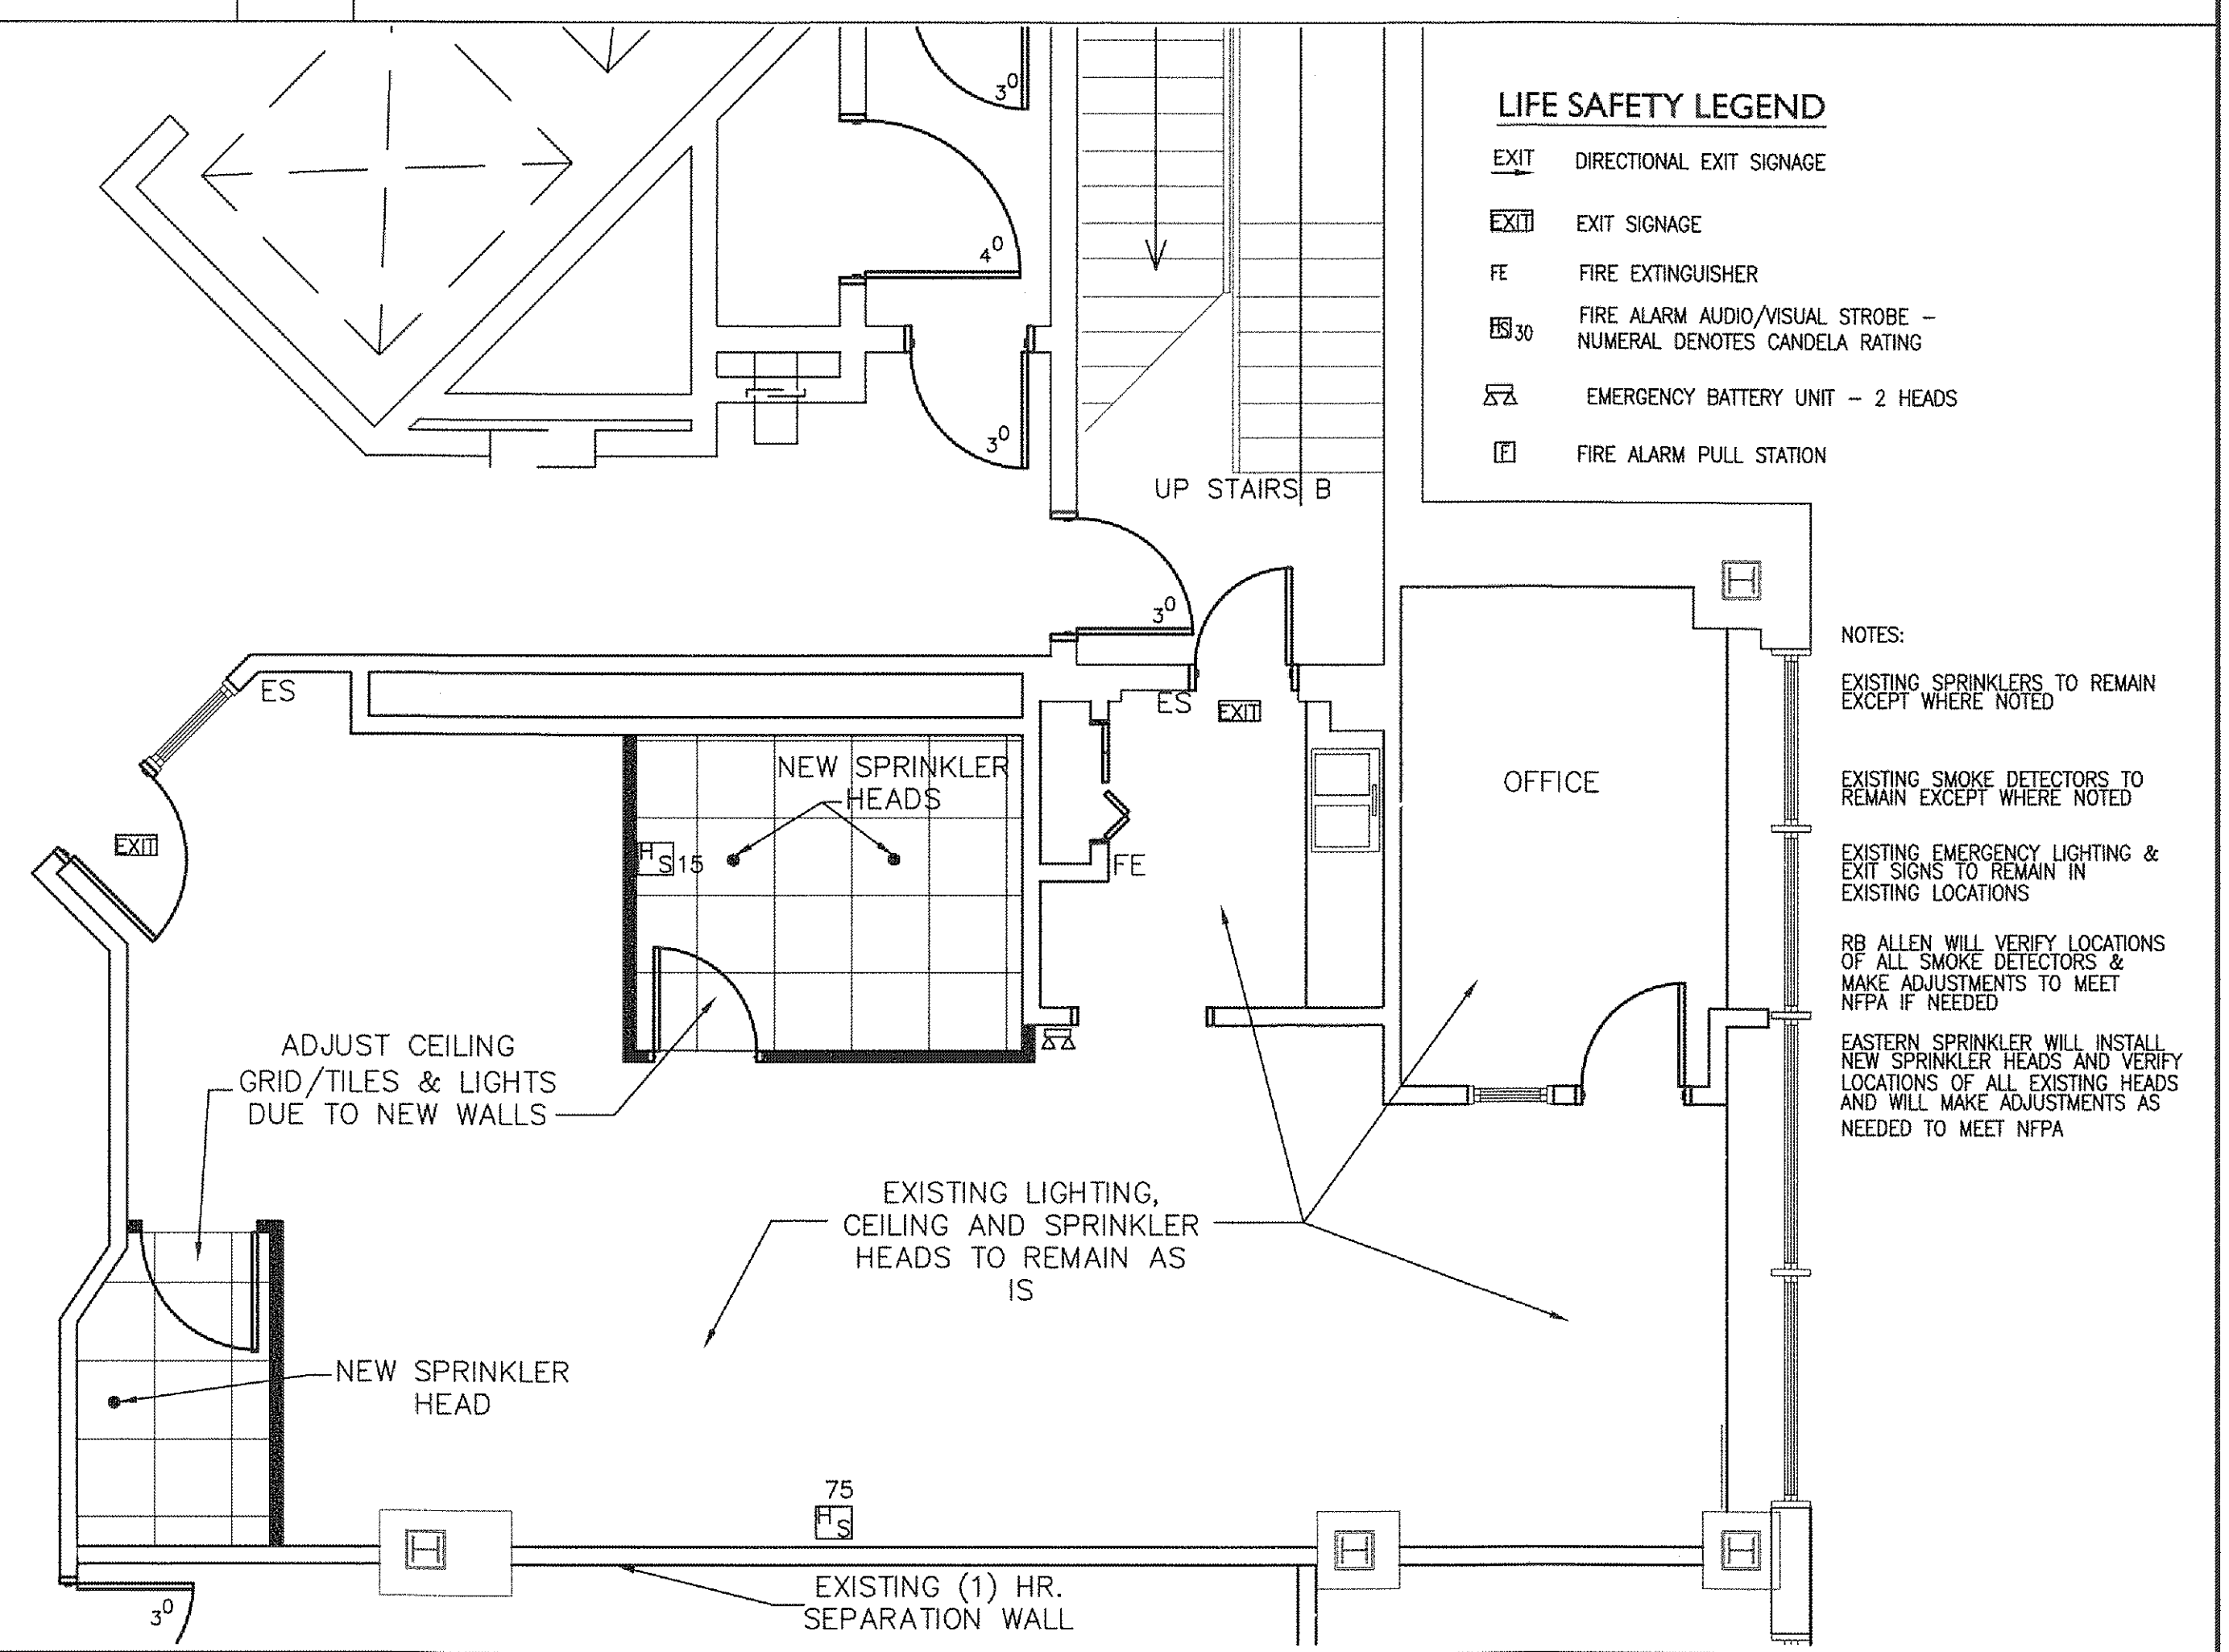 LIFE SAFETY LEGEND
EXIT DIRECTIONAL EXIT SIGNAGE
EXIT EXIT SIGNAGE
FE FIRE EXTINGUISHER
HS 30 FIRE ALARM AUDIO/VISUAL STROBE –
NUMERAL DENOTES CANDELA RATING
EMERGENCY BATTERY UNIT – 2 HEADS
F FIRE ALARM PULL STATION
3⁰
4⁰
3⁰
UP STAIRS B
3⁰
ES
ES
EXIT
EXIT
NEW SPRINKLER
HEADS
HS 15
FE
OFFICE
NOTES:
EXISTING SPRINKLERS TO REMAIN
EXCEPT WHERE NOTED
EXISTING SMOKE DETECTORS TO
REMAIN EXCEPT WHERE NOTED
EXISTING EMERGENCY LIGHTING &
EXIT SIGNS TO REMAIN IN
EXISTING LOCATIONS
RB ALLEN WILL VERIFY LOCATIONS
OF ALL SMOKE DETECTORS &
MAKE ADJUSTMENTS TO MEET
NFPA IF NEEDED
EASTERN SPRINKLER WILL INSTALL
NEW SPRINKLER HEADS AND VERIFY
LOCATIONS OF ALL EXISTING HEADS
AND WILL MAKE ADJUSTMENTS AS
NEEDED TO MEET NFPA
ADJUST CEILING
GRID/TILES & LIGHTS
DUE TO NEW WALLS
EXISTING LIGHTING,
CEILING AND SPRINKLER
HEADS TO REMAIN AS
IS
NEW SPRINKLER
HEAD
75
HS
EXISTING (1) HR.
SEPARATION WALL
3⁰